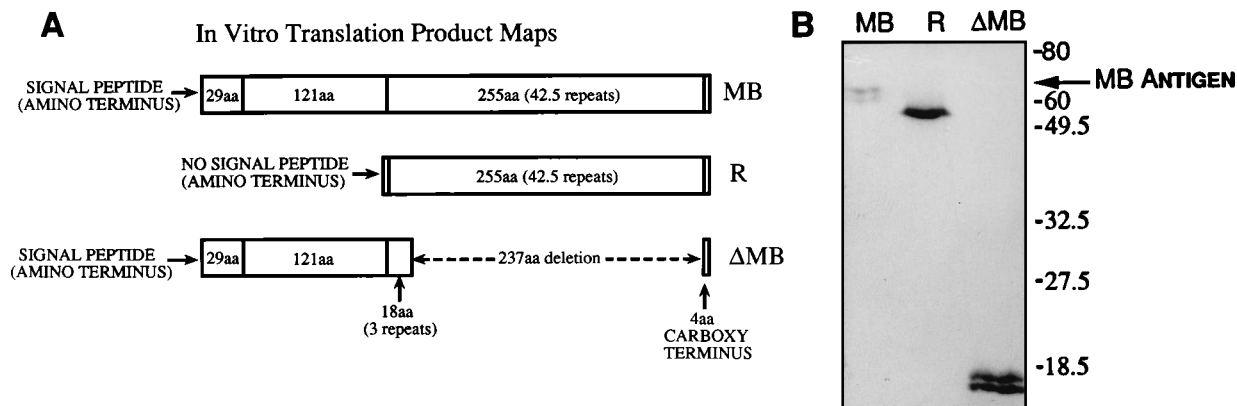 A
In Vitro Translation Product Maps
SIGNAL PEPTIDE
(AMINO TERMINUS)
29aa
121aa
255aa (42.5 repeats)
MB
NO SIGNAL PEPTIDE
(AMINO TERMINUS)
255aa (42.5 repeats)
R
SIGNAL PEPTIDE
(AMINO TERMINUS)
29aa
121aa
237aa deletion
ΔMB
18aa
(3 repeats)
4aa
CARBOXY
TERMINUS
B
MB R ΔMB
-80
MB ANTIGEN
-60
-49.5
-32.5
-27.5
-18.5